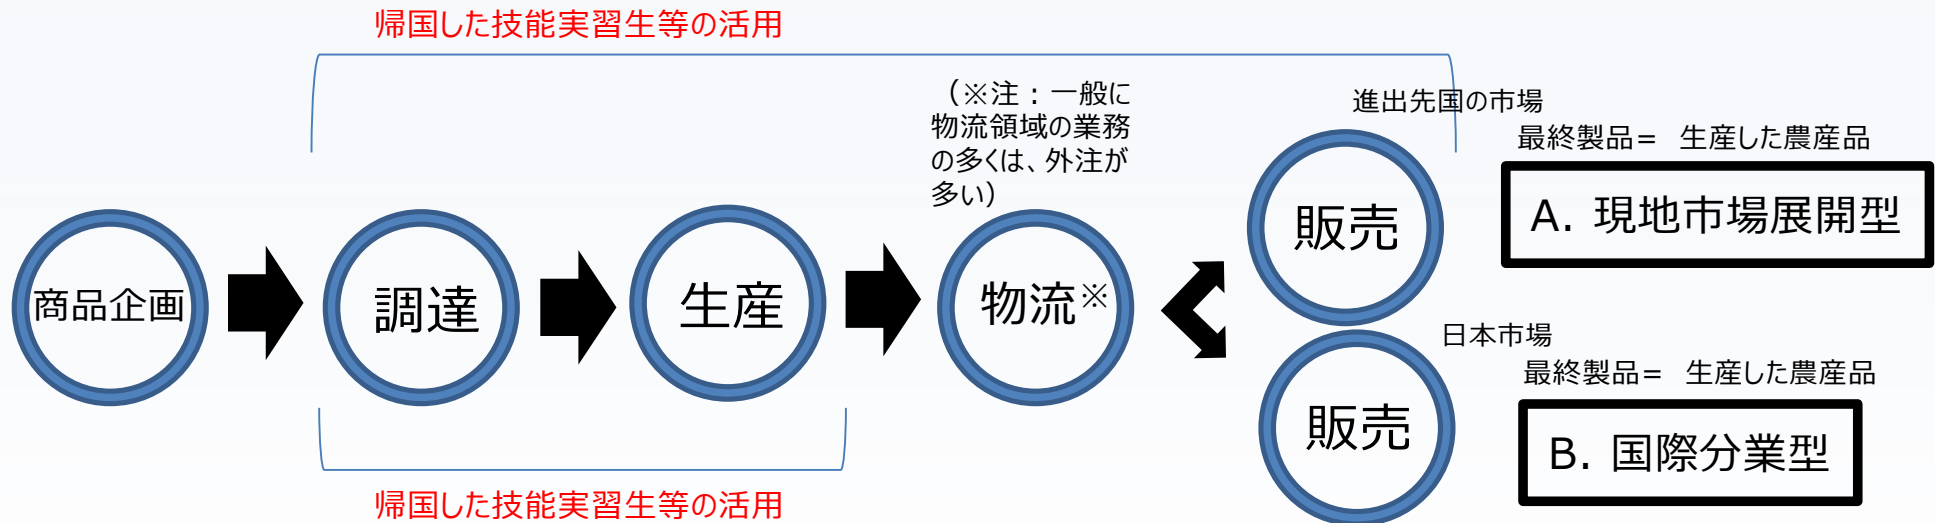 帰国した技能実習生等の活用
（※注：一般に
物流領域の業務
の多くは、外注が
多い）
進出先国の市場
最終製品＝ 生産した農産品
A. 現地市場展開型
商品企画
調達
生産
物流※
販売
日本市場
最終製品＝ 生産した農産品
販売
B. 国際分業型
帰国した技能実習生等の活用